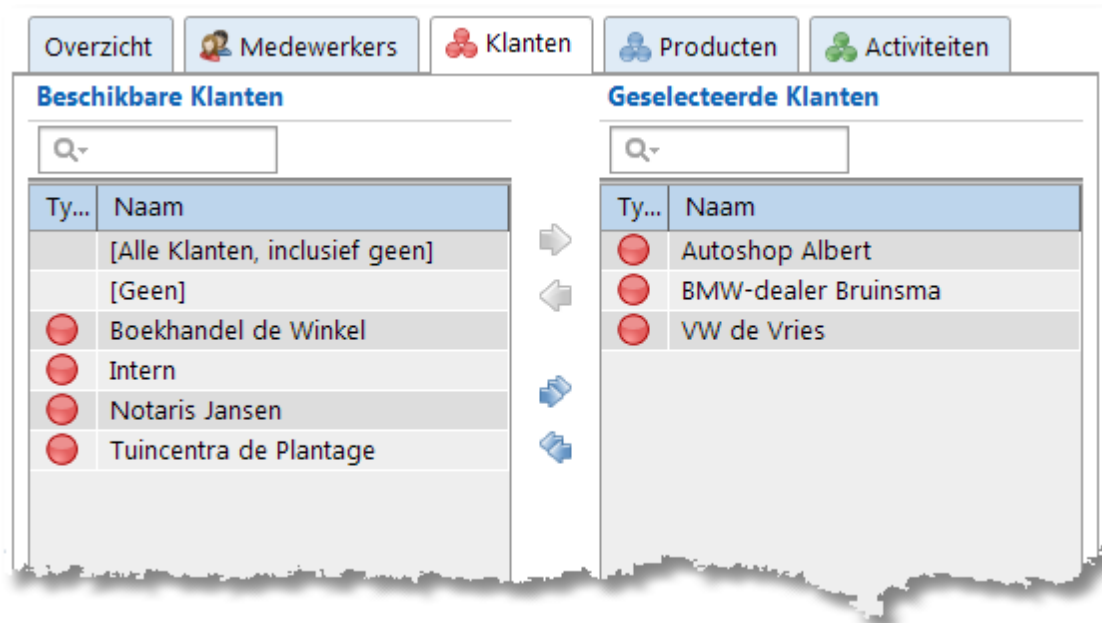 Overzicht Medewerkers Klanten Producten Activiteiten
Beschikbare Klanten
Ty... Naam
[Alle Klanten, inclusief geen]
[Geen]
Boekhandel de Winkel
Intern
Notaris Jansen
Tuincentra de Plantage
Geselecteerde Klanten
Ty... Naam
Autoshop Albert
BMW-dealer Bruinsma
VW de Vries